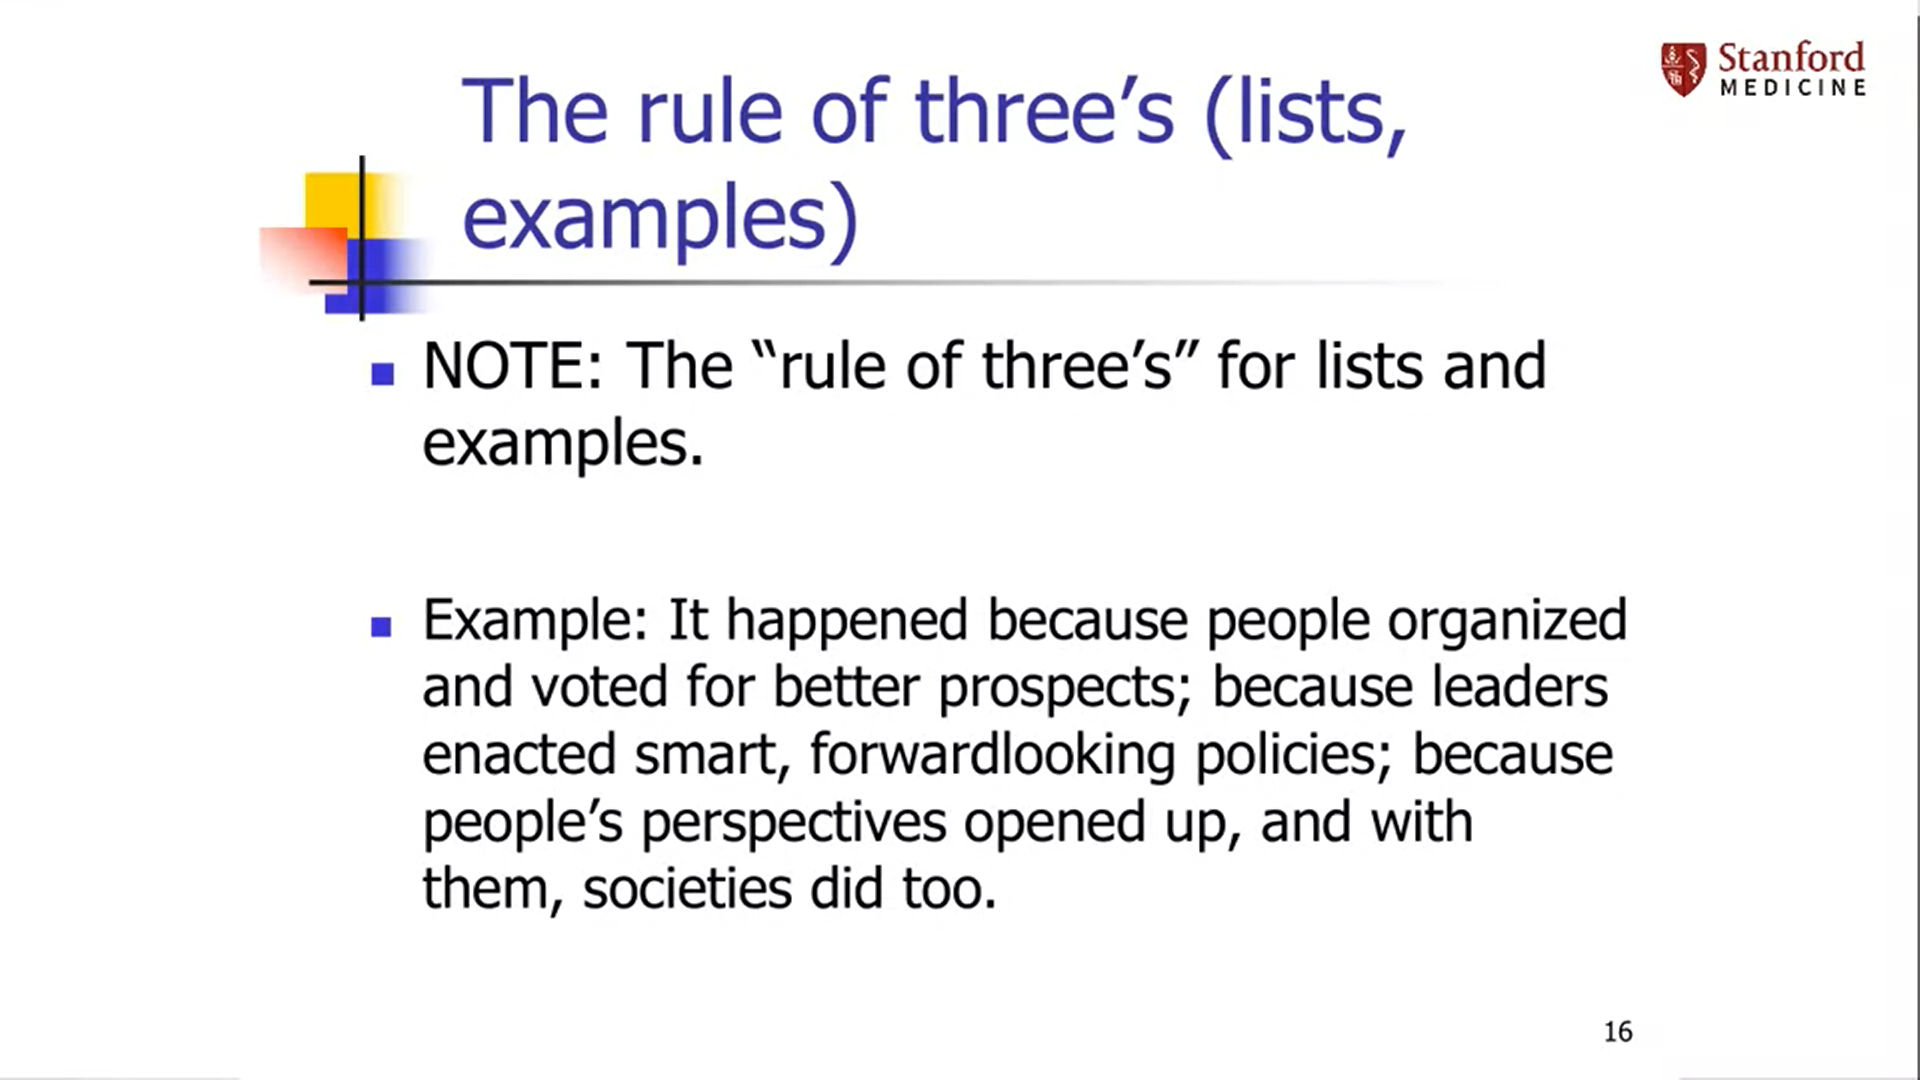 Stanford
MEDICINE
The rule of three’s (lists,
examples)
NOTE: The “rule of three’s” for lists and
examples.
Example: It happened because people organized
and voted for better prospects; because leaders
enacted smart, forwardlooking policies; because
people’s perspectives opened up, and with
them, societies did too.
16